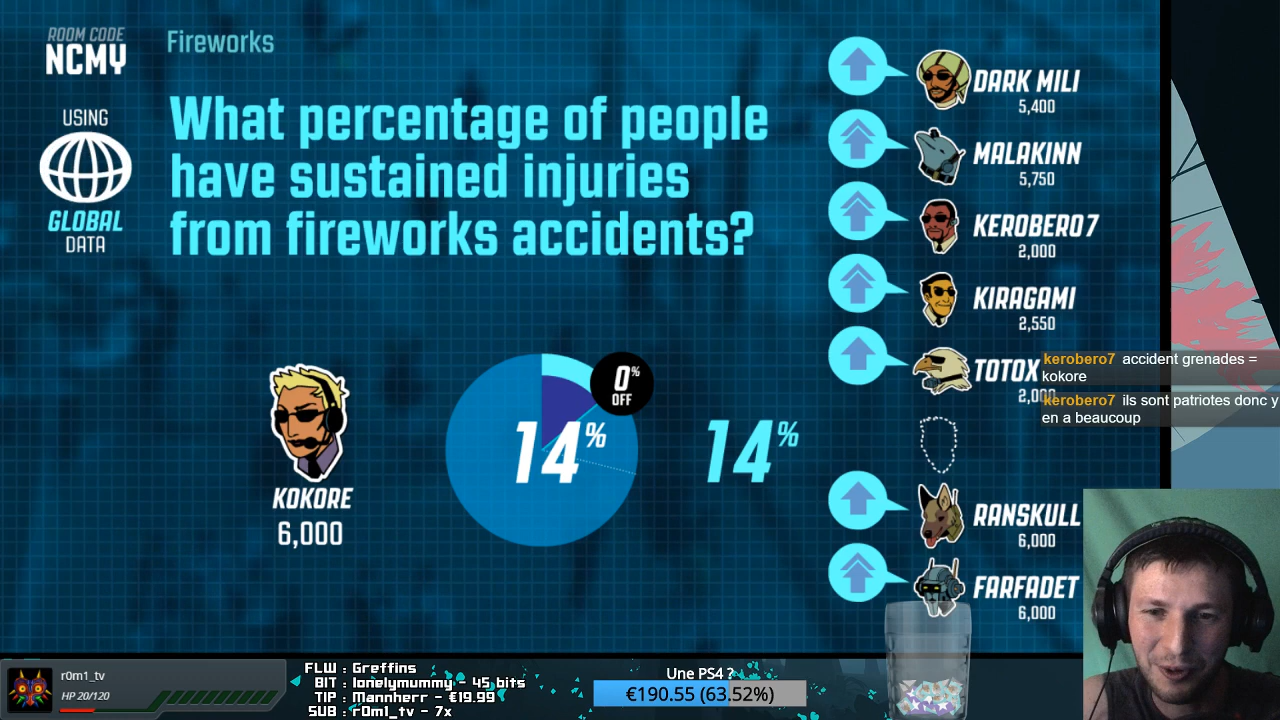 ROOM CODE
NCMY
Fireworks
USING
GLOBAL
DATA
What percentage of people
have sustained injuries
from fireworks accidents?
KOKORE
6,000
14%
0%
OFF
14%
DARK MILI
5,400
MALAKINN
5,750
KEROBERO7
2,000
KIRAGAMI
2,550
TOTOX
2,000
RANSKULL
6,000
FARFADET
6,000
kerobero7 accident grenades =
kokore
kerobero7 ils sont patriotes donc y
en a beaucoup
r0m1_tv
HP 20/120
FLW : Greffins
BIT : lonelymummy - 45 bits
TIP : Mannherr - €19.99
SUB : r0m1_tv - 7x
Une PS4 ?
€190.55 (63.52%)